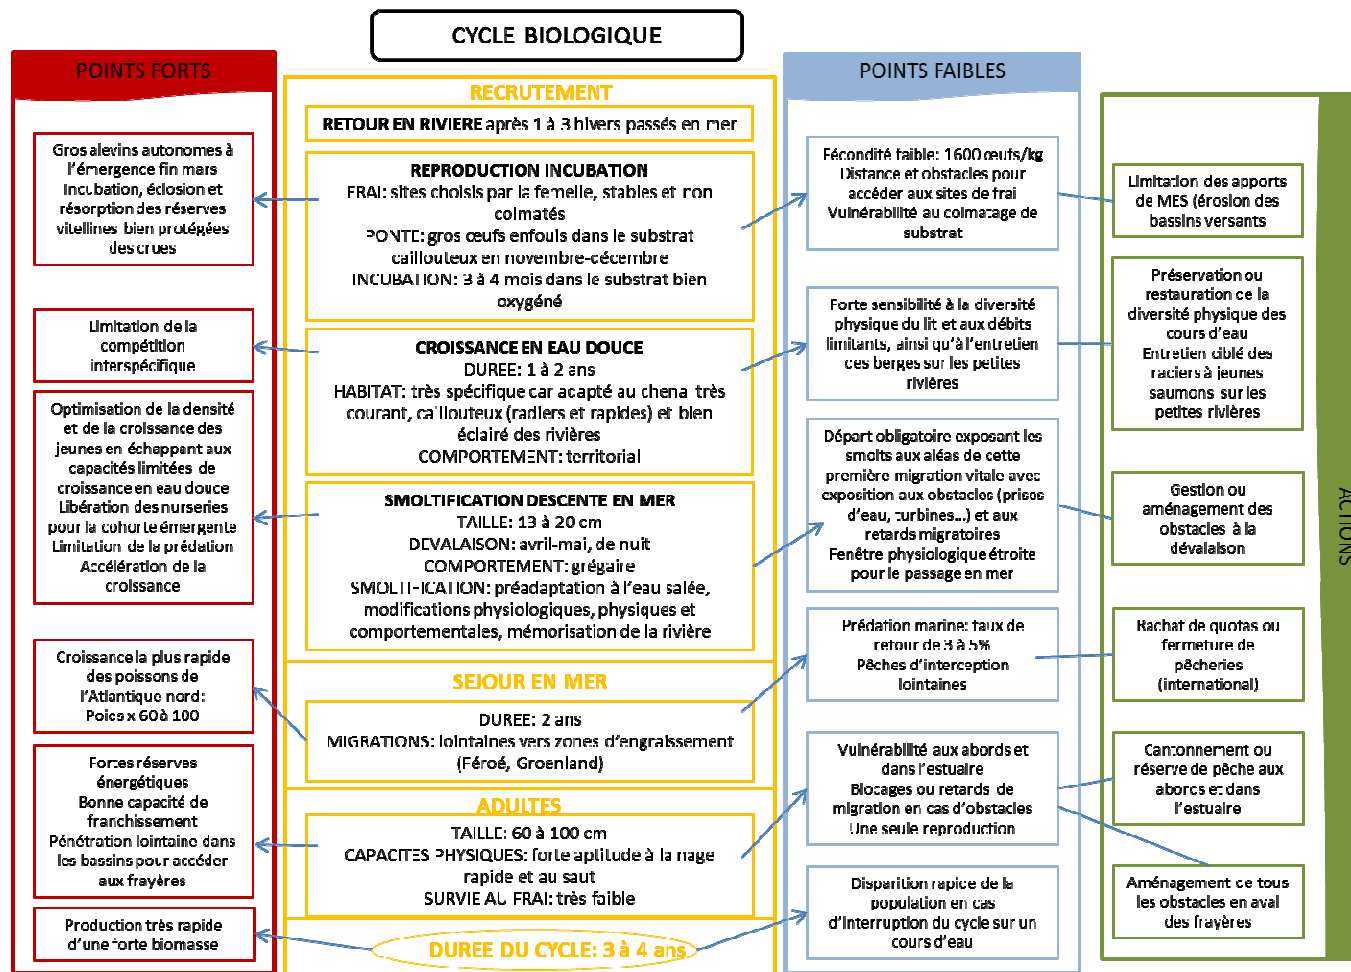 CYCLE BIOLOGIQUE
POINTS FORTS
Gros alevins autonomes à
l'émergence fin mars
Incubation, éclosion et
résorption des réserves
vitellines bien protégées
des crues
Limitation de la
compétition
interspécifique
Optimisation de la densité
et de la croissance des
jeunes en échappant aux
capacités limitées de
croissance en eau douce
Libération des nurseries
pour la cohorte émergente
Limitation de la prédation
Accélération de la
croissance
Croissance la plus rapide
des poissons de
l'Atlantique nord:
Poids x 60 à 100
Fortes réserves
énergétiques
Bonne capacité de
franchissement
Pénétration lointaine dans
les bassins pour accéder
aux frayères
Production très rapide
d'une forte biomasse
RECRUTEMENT
RETOUR EN RIVIERE après 1 à 3 hivers passés en mer
REPRODUCTION INCUBATION
FRAI: sites choisis par la femelle, stables et non
colmatés
PONTE: gros œufs enfouis dans le substrat
caillouteux en novembre-décembre
INCUBATION: 3 à 4 mois dans le substrat bien
oxygéné
CROISSANCE EN EAU DOUCE
DUREE: 1 à 2 ans
HABITAT: très spécifique car adapté au chenal très
courant, caillouteux (radiers et rapides) et bien
éclairé des rivières
COMPORTEMENT: territorial
SMOLTIFICATION DESCENTE EN MER
TAILLE: 13 à 20 cm
DEVALAISON: avril-mai, de nuit
COMPORTEMENT: grégaire
SMOLTIFICATION: préadaptation à l'eau salée,
modifications physiologiques, physiques et
comportementales, mémorisation de la rivière
SEJOUR EN MER
DUREE: 2 ans
MIGRATIONS: lointaines vers zones d'engraissement
(Féroé, Groenland)
ADULTES
TAILLE: 60 à 100 cm
CAPACITES PHYSIQUES: forte aptitude à la nage
rapide et au saut
SURVIE AU FRAI: très faible
DUREE DU CYCLE: 3 à 4 ans
POINTS FAIBLES
Fécondité faible: 1600 œufs/kg
Distance et obstacles pour
accéder aux sites de frai
Vulnérabilité au colmatage de
substrat
Forte sensibilité à la diversité
physique du lit et aux débits
limitants, ainsi qu'à l'entretien
des berges sur les petites
rivières
Départ obligatoire exposant les
smolts aux aléas de cette
première migration vitale avec
exposition aux obstacles (prises
d'eau, turbines...) et aux
retards migratoires
Fenêtre physiologique étroite
pour le passage en mer
Prédation marine: taux de
retour de 3 à 5%
Pêches d'interception
lointaines
Vulnérabilité aux abords et
dans l'estuaire
Blocages ou retards de
migration en cas d'obstacles
Une seule reproduction
Disparition rapide de la
population en cas
d'interruption du cycle sur un
cours d'eau
Limitation des apports
de MES (érosion des
bassins versants
Préservation ou
restauration de la
diversité physique des
cours d'eau
Entretien ciblé des
radiers à jeunes
saumons sur les
petites rivières
Gestion ou
aménagement des
obstacles à la
dévalaison
Rachat de quotas ou
fermeture de
pêcheries
(international)
Cantonnement ou
réserve de pêche aux
abords et dans
l'estuaire
Aménagement de tous
les obstacles en aval
des frayères
ACTIONS